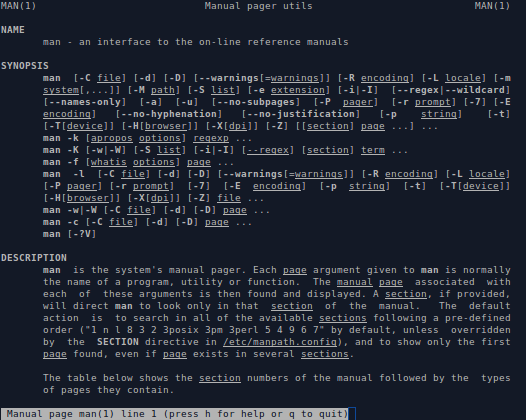 MAN(1) Manual pager utils MAN(1)
NAME
man - an interface to the on-line reference manuals
SYNOPSIS
man [-C file] [-d] [-D] [--warnings[=warnings]] [-R encoding] [-L locale] [-m
system[,...]] [-M path] [-S list] [-e extension] [-i|-I] [--regex|--wildcard]
[--names-only] [-a] [-u] [--no-subpages] [-P pager] [-r prompt] [-7] [-E
encoding] [--no-hyphenation] [--no-justification] [-p string] [-t]
[-T[device]] [-H[browser]] [-X[dpi]] [-Z] [[section] page ...] ...
man -k [apropos options] regexp ...
man -K [-w|-W] [-S list] [-i|-I] [--regex] [section] term ...
man -f [whatis options] page ...
man -l [-C file] [-d] [-D] [--warnings[=warnings]] [-R encoding] [-L locale]
[-P pager] [-r prompt] [-7] [-E encoding] [-p string] [-t] [-T[device]]
[-H[browser]] [-X[dpi]] [-Z] file ...
man -w|-W [-C file] [-d] [-D] page ...
man -c [-C file] [-d] [-D] page ...
man [-?V]
DESCRIPTION
man is the system's manual pager. Each page argument given to man is normally
the name of a program, utility or function. The manual page associated with
each of these arguments is then found and displayed. A section, if provided,
will direct man to look only in that section of the manual. The default
action is to search in all of the available sections following a pre-defined
order ("1 n l 8 3 2 3posix 3pm 3perl 5 4 9 6 7" by default, unless overridden
by the SECTION directive in /etc/manpath.config), and to show only the first
page found, even if page exists in several sections.
The table below shows the section numbers of the manual followed by the types
of pages they contain.
Manual page man(1) line 1 (press h for help or q to quit)